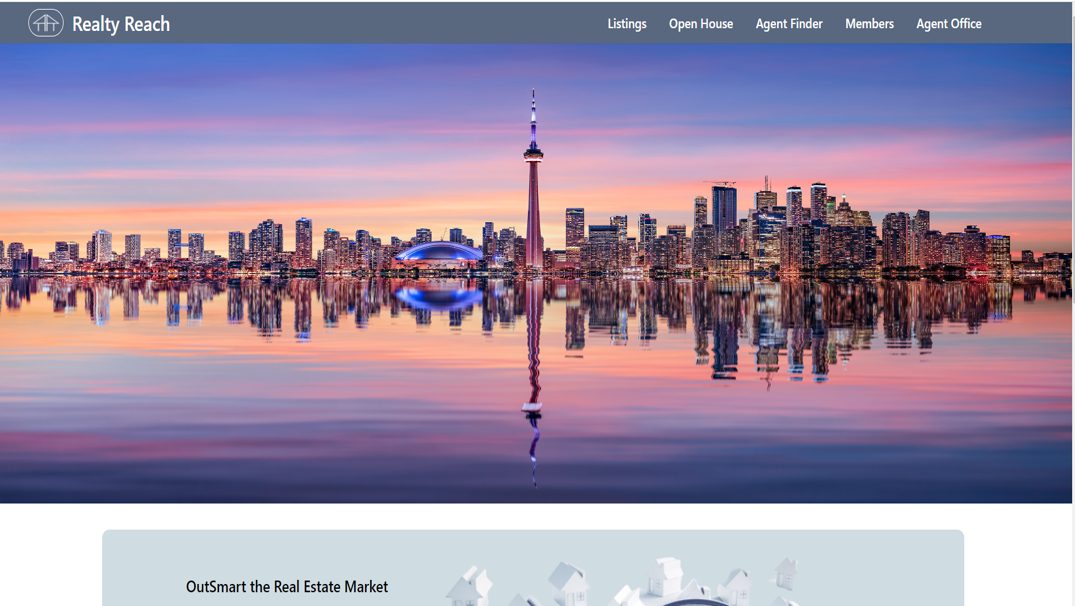 Realty Reach
Listings Open House Agent Finder Members Agent Office
OutSmart the Real Estate Market